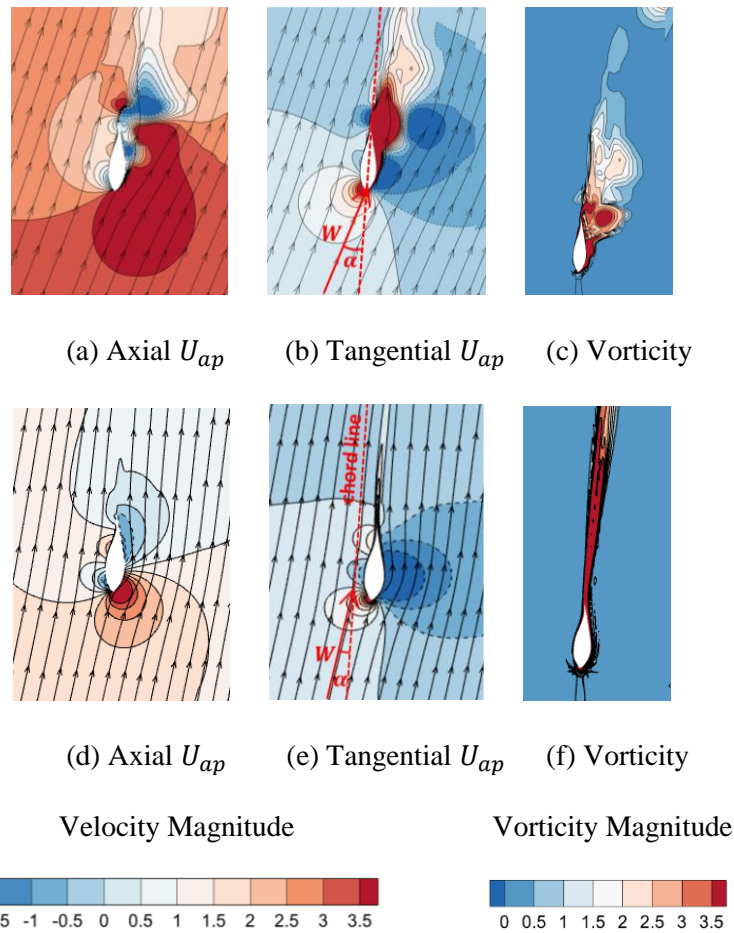 W
α
(a) Axial U_ap (b) Tangential U_ap (c) Vorticity
chord line
W
α
(d) Axial U_ap (e) Tangential U_ap (f) Vorticity
Velocity Magnitude Vorticity Magnitude
5 -1 -0.5 0 0.5 1 1.5 2 2.5 3 3.5 0 0.5 1 1.5 2 2.5 3 3.5